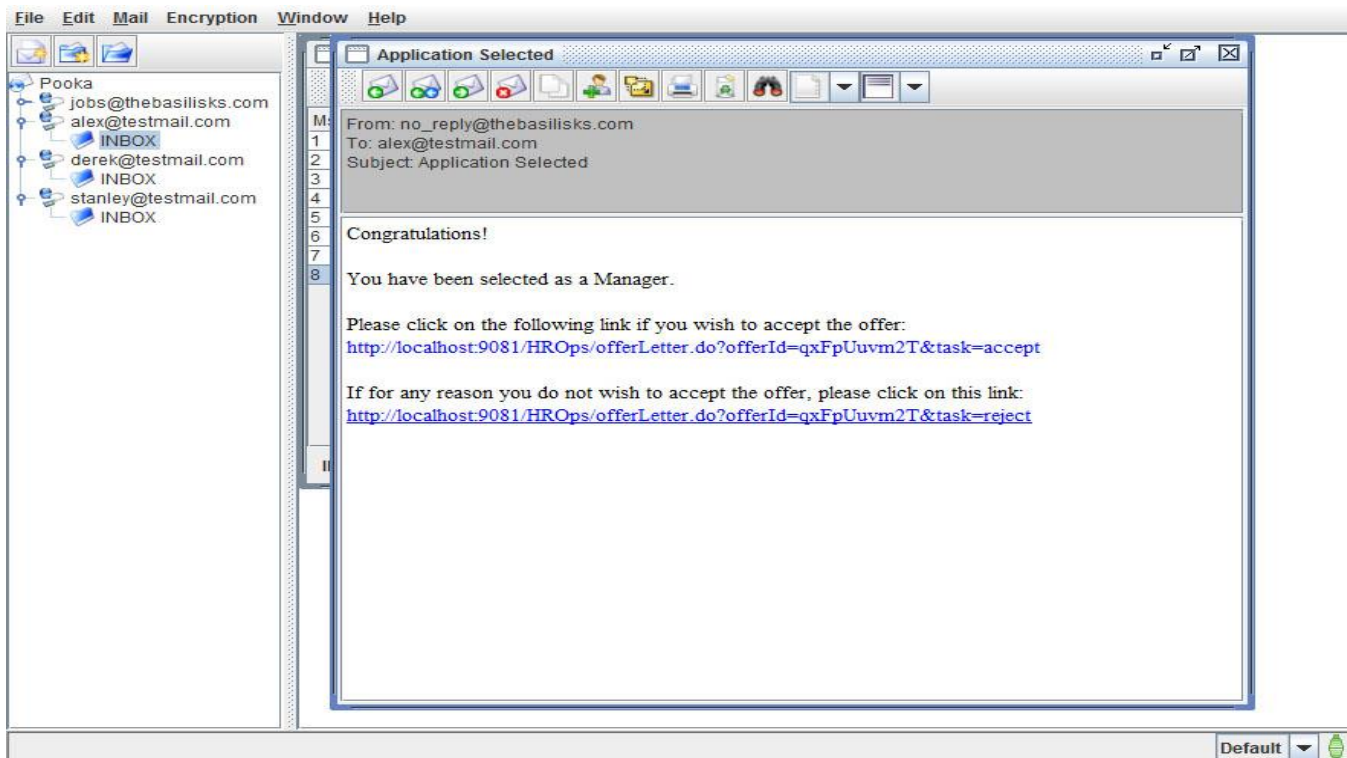 File Edit Mail Encryption Window Help
Application Selected
Pooka
jobs@thebasilisks.com
alex@testmail.com
INBOX
derek@testmail.com
INBOX
stanley@testmail.com
INBOX
1
2
3
4
5
6
7
8
From: no_reply@thebasilisks.com
To: alex@testmail.com
Subject: Application Selected
Congratulations!
You have been selected as a Manager.
Please click on the following link if you wish to accept the offer:
http://localhost:9081/HROps/offerLetter.do?offerId=qxFpUuvm2T&task=accept
If for any reason you do not wish to accept the offer, please click on this link:
http://localhost:9081/HROps/offerLetter.do?offerId=qxFpUuvm2T&task=reject
Default